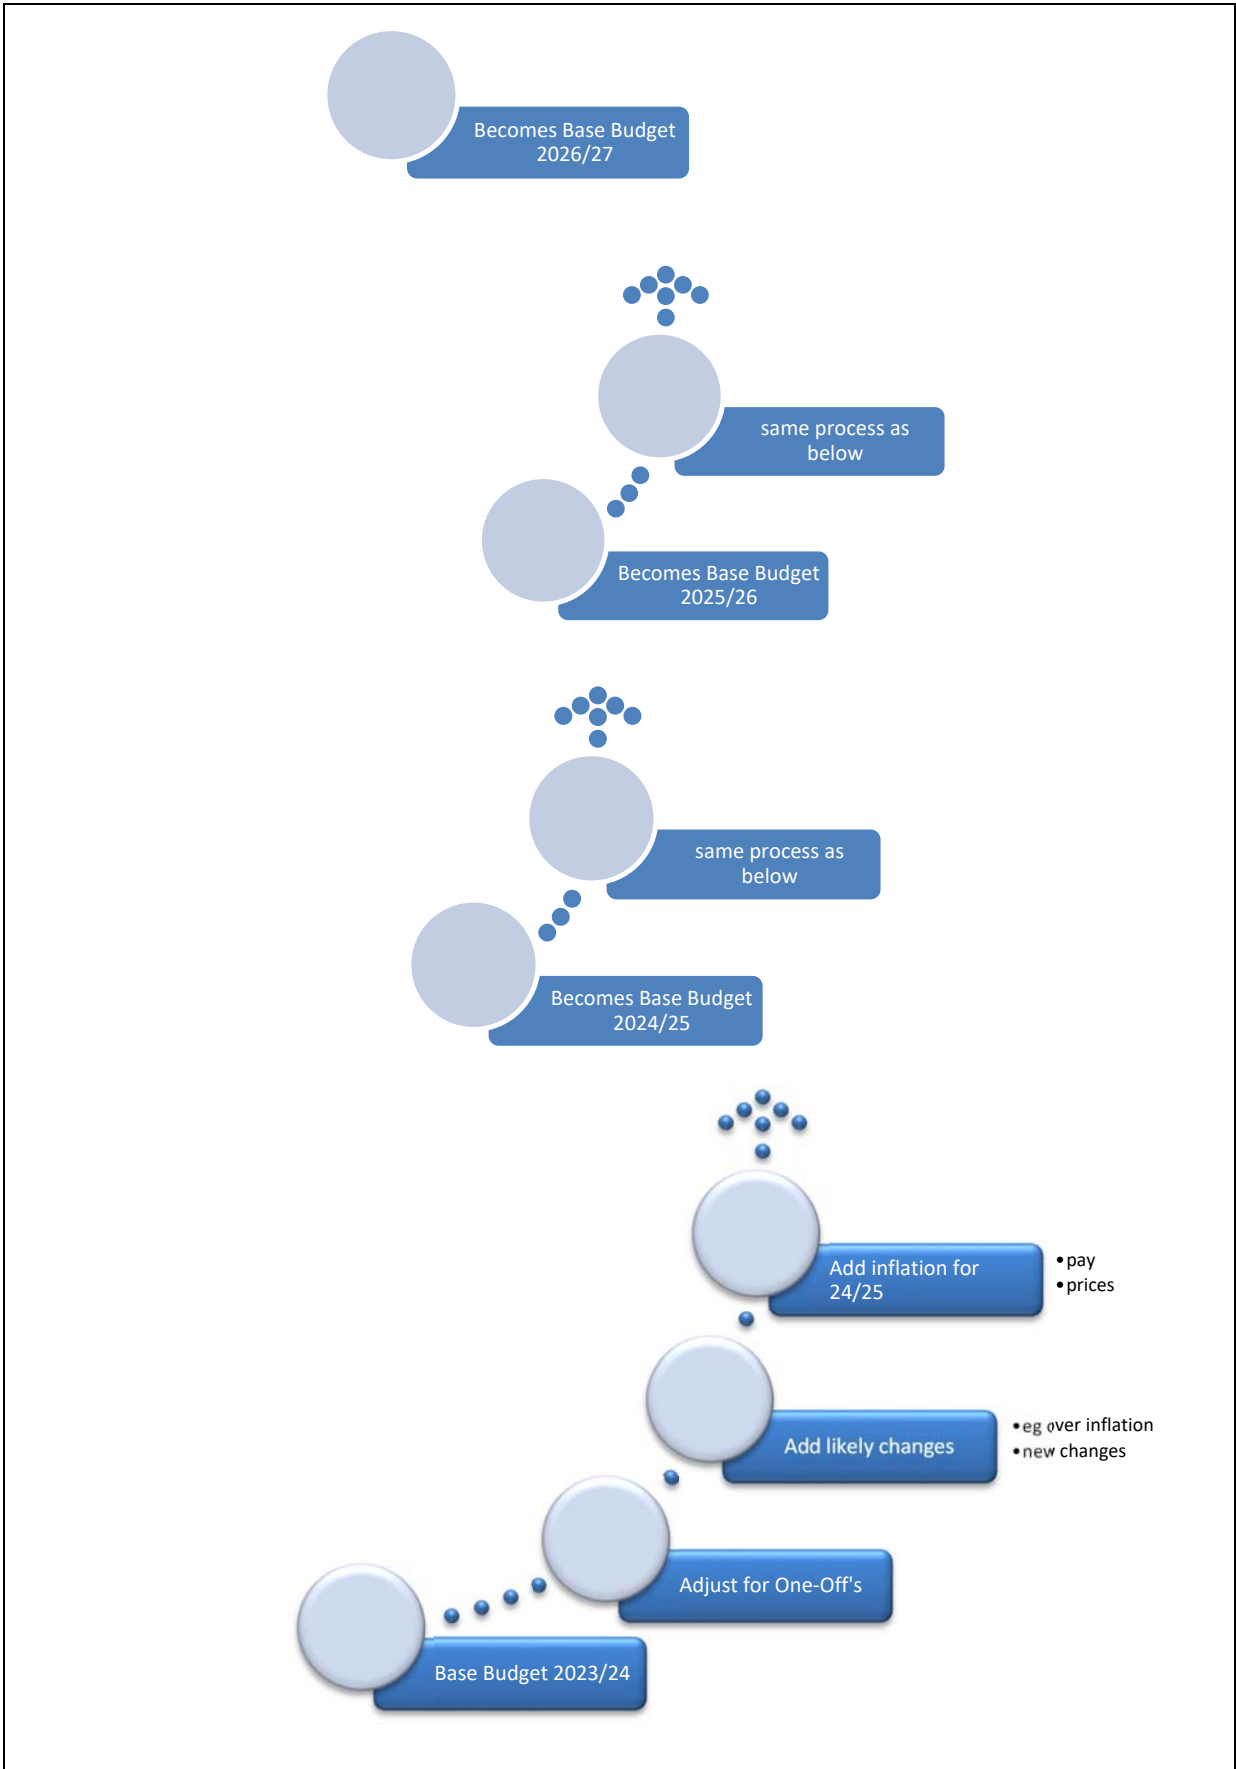 Becomes Base Budget
2026/27
same process as
below
Becomes Base Budget
2025/26
same process as
below
Becomes Base Budget
2024/25
Add inflation for
24/25
•pay
•prices
Add likely changes
•eg over inflation
•new changes
Adjust for One-Off's
Base Budget 2023/24